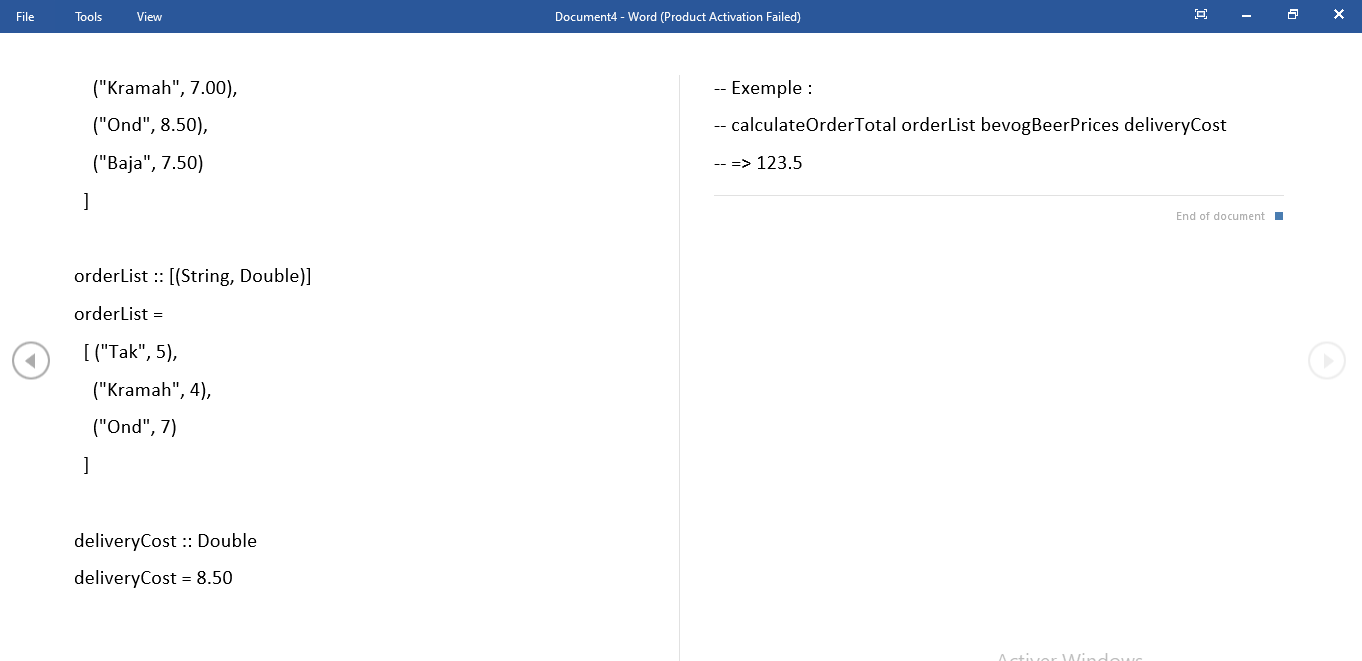 File Tools View Document4 - Word (Product Activation Failed)
("Kramah", 7.00),
("Ond", 8.50),
("Baja", 7.50)
]
orderList :: [(String, Double)]
orderList =
[ ("Tak", 5),
("Kramah", 4),
("Ond", 7)
]
deliveryCost :: Double
deliveryCost = 8.50
-- Exemple :
-- calculateOrderTotal orderList bevogBeerPrices deliveryCost
-- => 123.5
End of document
Activer Windows